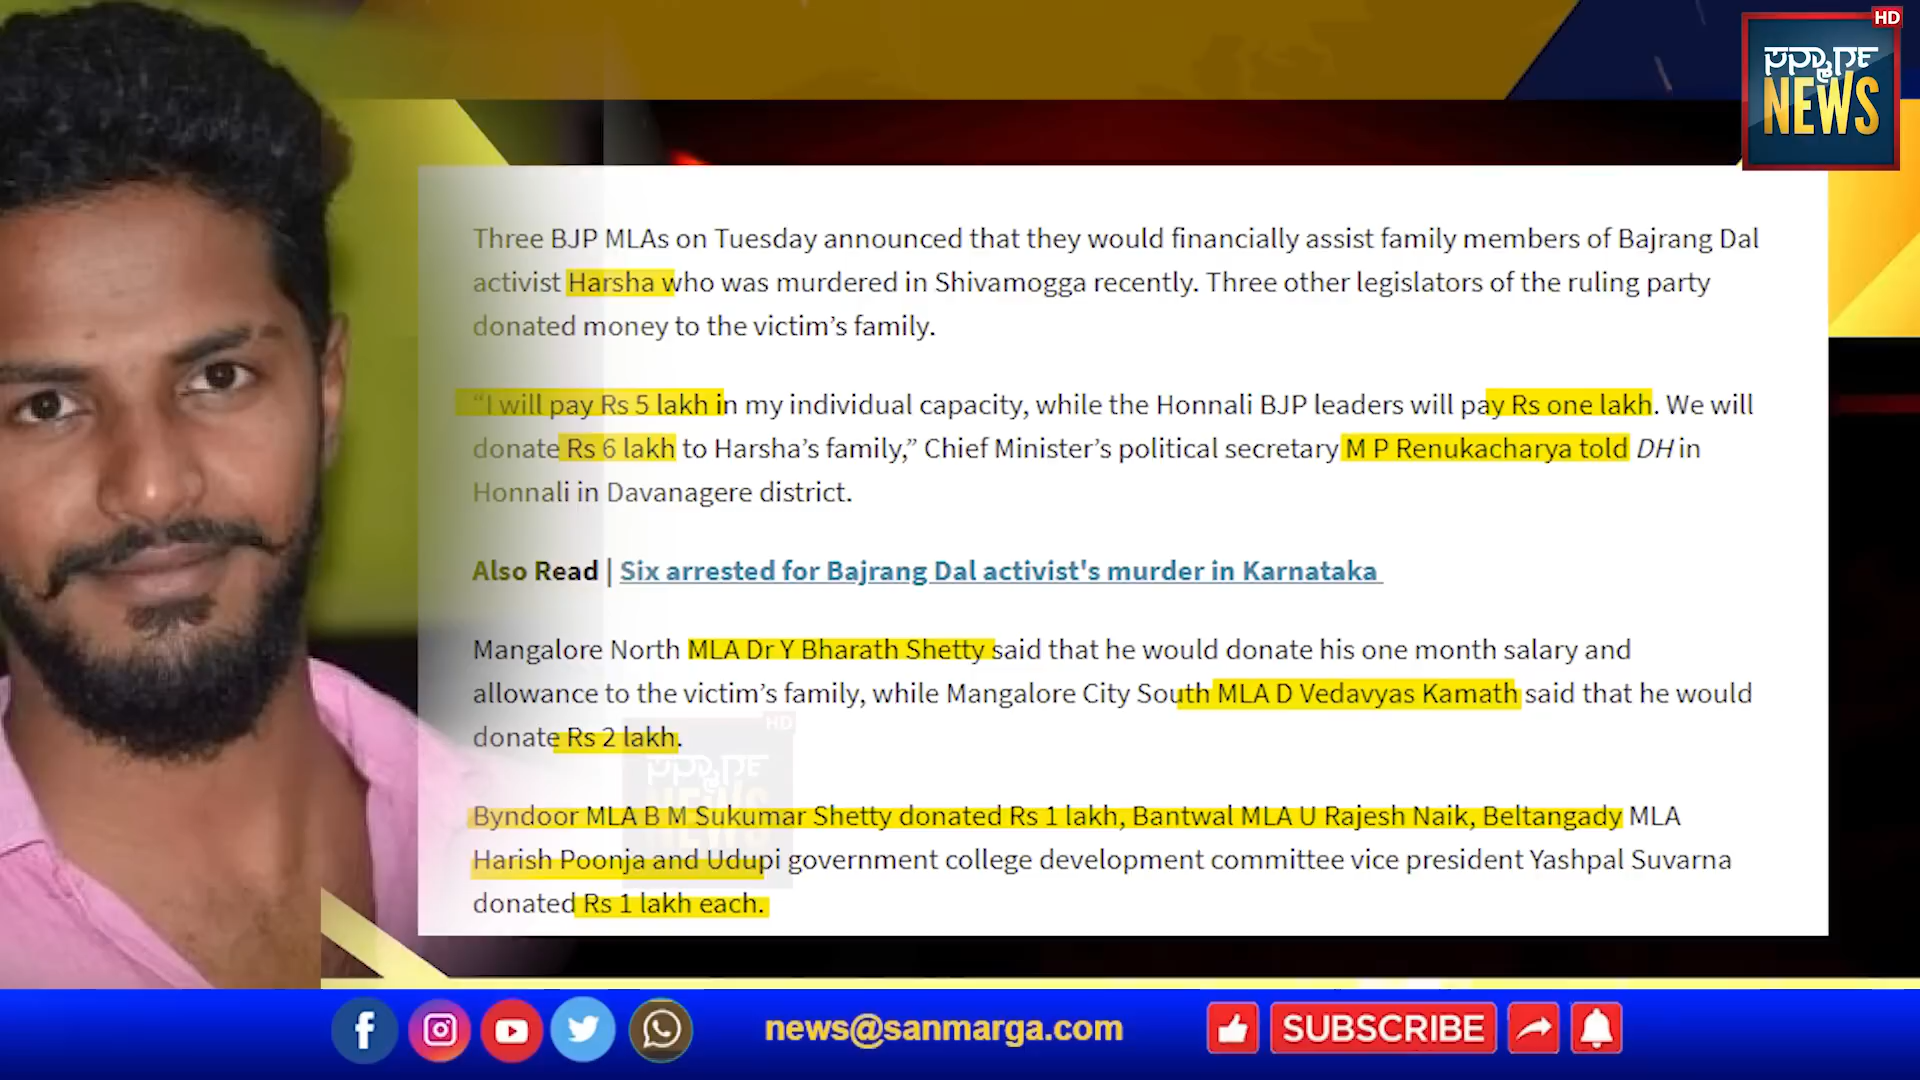 HD
ಸನ್ಮಾರ್ಗ
NEWS
Three BJP MLAs on Tuesday announced that they would financially assist family members of Bajrang Dal
activist Harsha who was murdered in Shivamogga recently. Three other legislators of the ruling party
donated money to the victim’s family.
“I will pay Rs 5 lakh in my individual capacity, while the Honnali BJP leaders will pay Rs one lakh. We will
donate Rs 6 lakh to Harsha’s family,” Chief Minister’s political secretary M P Renukacharya told DH in
Honnali in Davanagere district.
Also Read | Six arrested for Bajrang Dal activist's murder in Karnataka
Mangalore North MLA Dr Y Bharath Shetty said that he would donate his one month salary and
allowance to the victim’s family, while Mangalore City South MLA D Vedavyas Kamath said that he would
donate Rs 2 lakh.
HD
ಸನ್ಮಾರ್ಗ
NEWS
Byndoor MLA B M Sukumar Shetty donated Rs 1 lakh, Bantwal MLA U Rajesh Naik, Beltangady MLA
Harish Poonja and Udupi government college development committee vice president Yashpal Suvarna
donated Rs 1 lakh each.
news@sanmarga.com
SUBSCRIBE